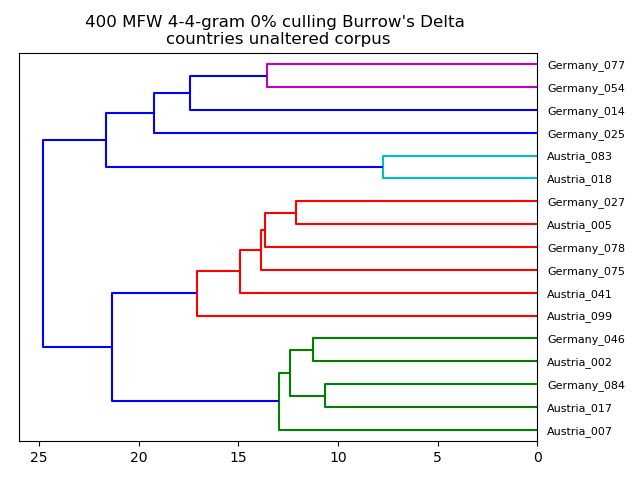 400 MFW 4-4-gram 0% culling Burrow's Delta
countries unaltered corpus
Germany_077
Germany_054
Germany_014
Germany_025
Austria_083
Austria_018
Germany_027
Austria_005
Germany_078
Germany_075
Austria_041
Austria_099
Germany_046
Austria_002
Germany_084
Austria_017
Austria_007
25 20 15 10 5 0